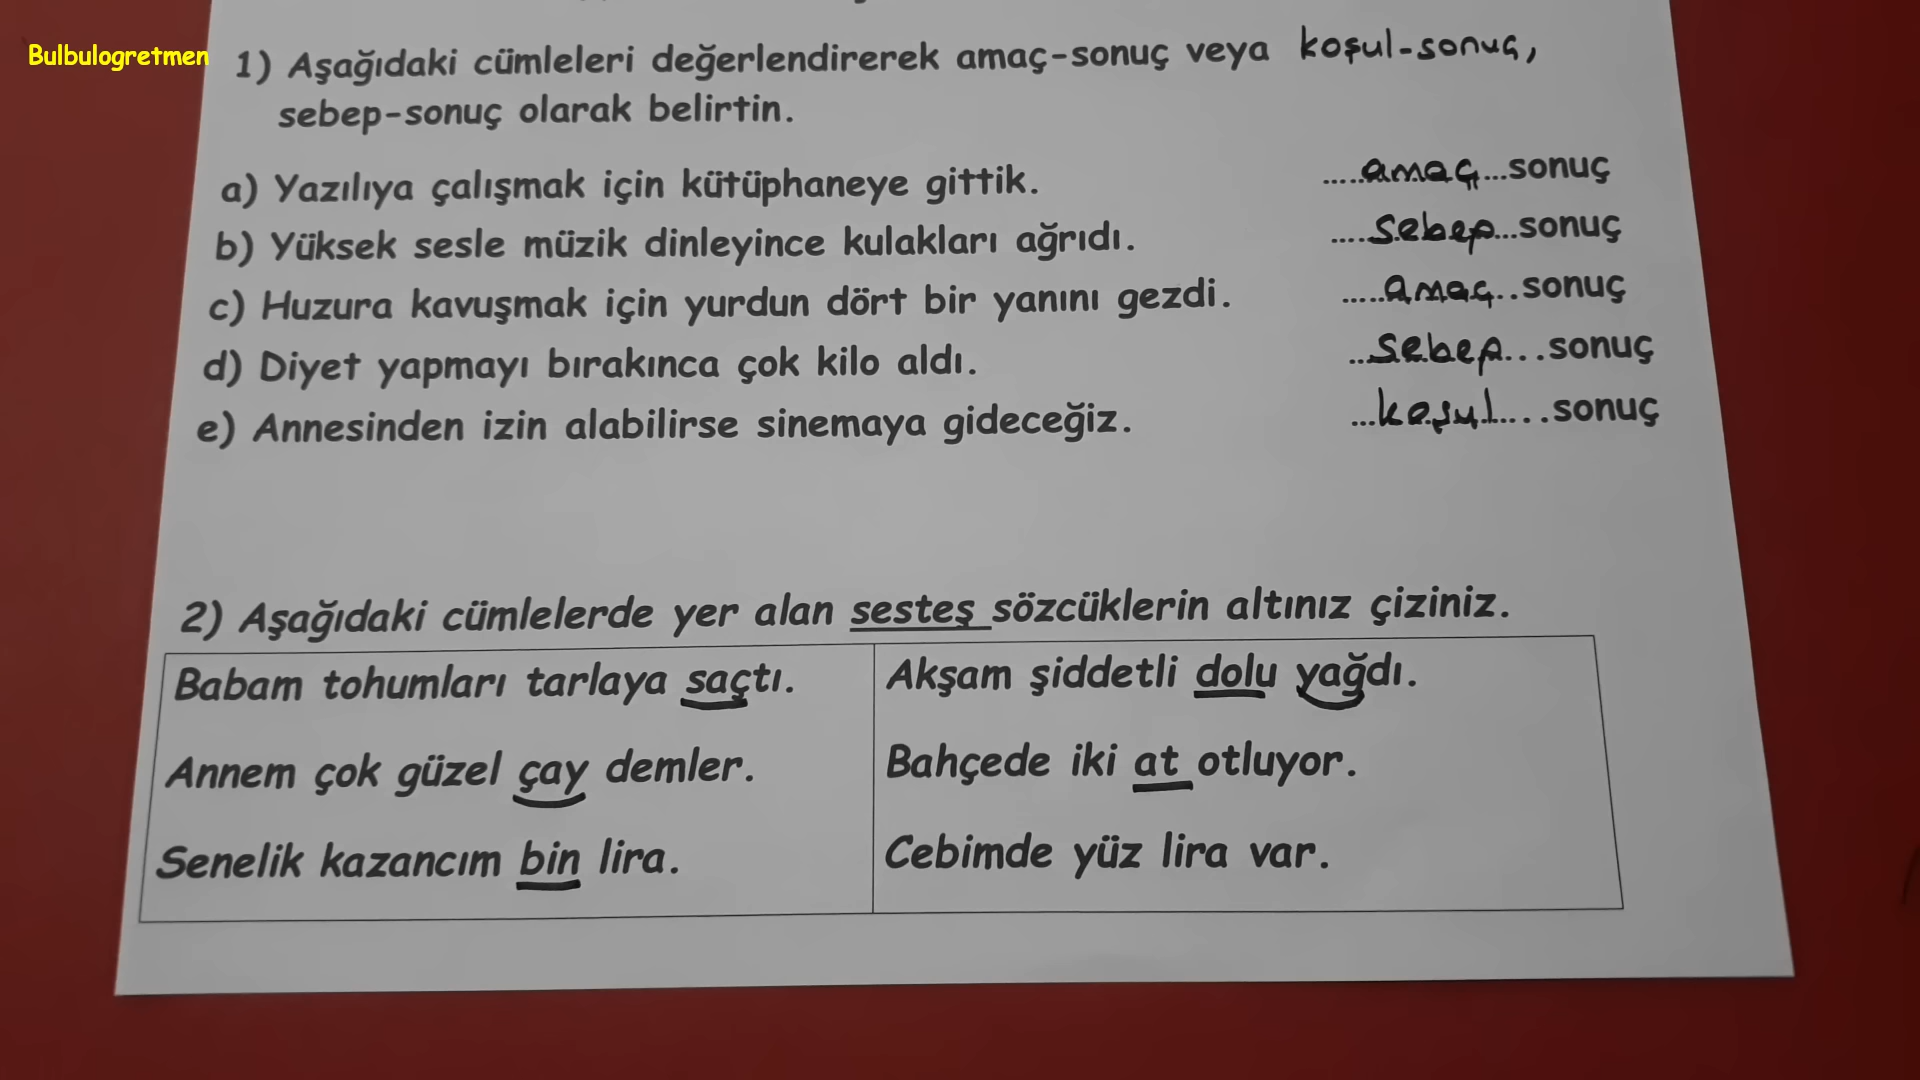 Bulbulogretmen
1) Aşağıdaki cümleleri değerlendirerek amaç-sonuç veya koşul-sonuç,
sebep-sonuç olarak belirtin.
a) Yazılıya çalışmak için kütüphaneye gittik. .....amaç...sonuç
b) Yüksek sesle müzik dinleyince kulakları ağrıdı. ....sebep...sonuç
c) Huzura kavuşmak için yurdun dört bir yanını gezdi. .....amaç..sonuç
d) Diyet yapmayı bırakınca çok kilo aldı. ...sebep...sonuç
e) Annesinden izin alabilirse sinemaya gideceğiz. ...koşul....sonuç
2) Aşağıdaki cümlelerde yer alan sesteş sözcüklerin altınız çiziniz.
Babam tohumları tarlaya saçtı.
Annem çok güzel çay demler.
Senelik kazancım bin lira.
Akşam şiddetli dolu yağdı.
Bahçede iki at otluyor.
Cebimde yüz lira var.